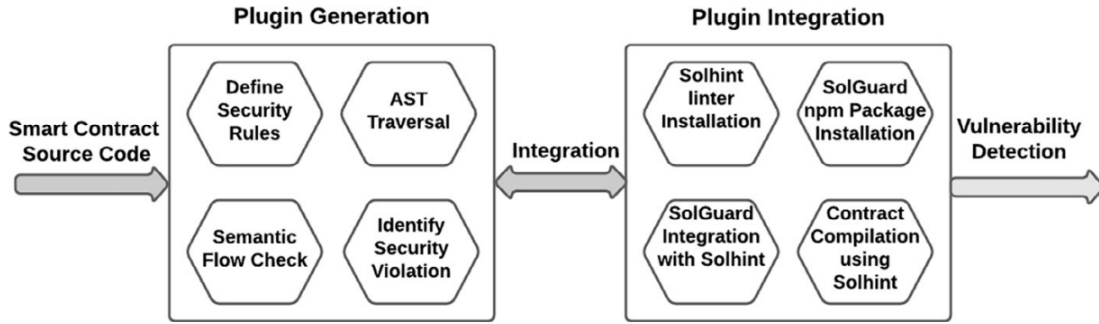 Plugin Generation
Plugin Integration
Smart Contract
Source Code
Define
Security
Rules
AST
Traversal
Semantic
Flow Check
Identify
Security
Violation
Integration
Solhint
linter
Installation
SolGuard
npm Package
Installation
SolGuard
Integration
with Solhint
Contract
Compilation
using
Solhint
Vulnerability
Detection